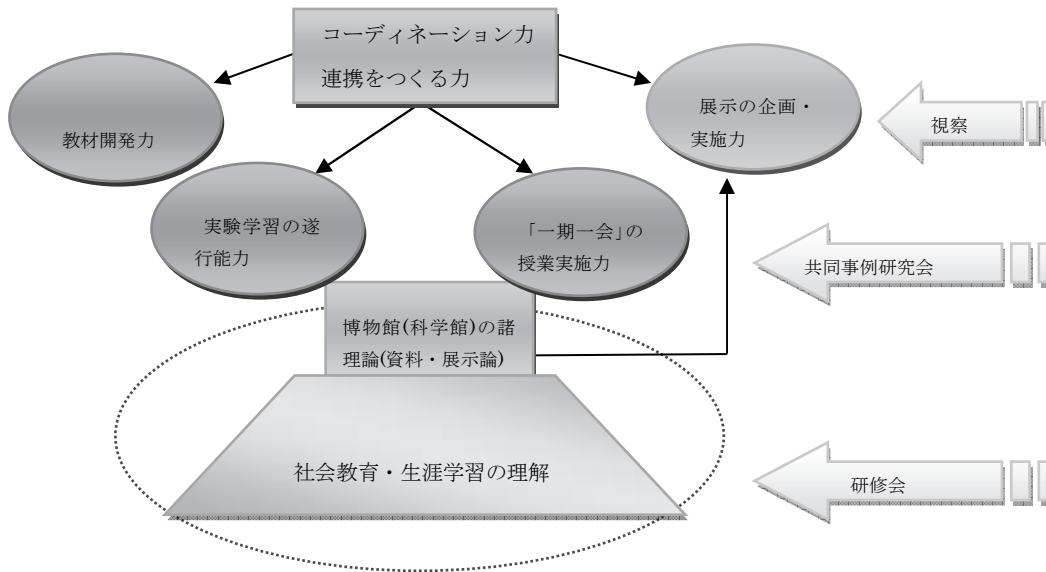 コーディネーション力
連携をつくる力
教材開発力
展示の企画・
実施力
視察
実験学習の遂
行能力
「一期一会」の
授業実施力
共同事例研究会
博物館(科学館)の諸
理論(資料・展示論)
社会教育・生涯学習の理解
研修会